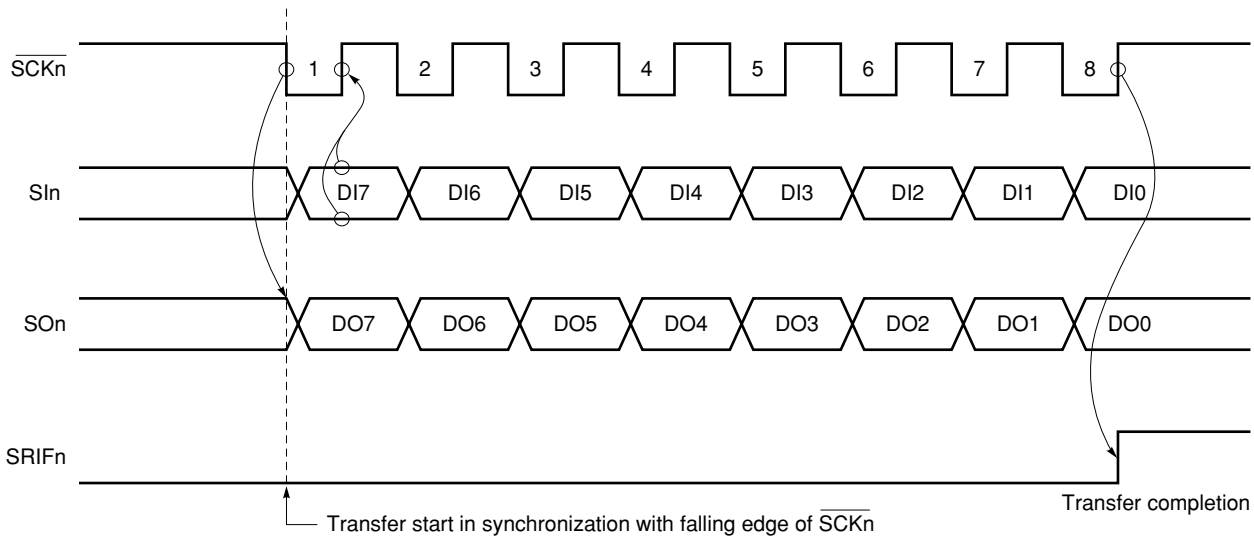 SCKn 1 2 3 4 5 6 7 8
SIn DI7 DI6 DI5 DI4 DI3 DI2 DI1 DI0
SOn DO7 DO6 DO5 DO4 DO3 DO2 DO1 DO0
SRIFn
Transfer completion
Transfer start in synchronization with falling edge of SCKn